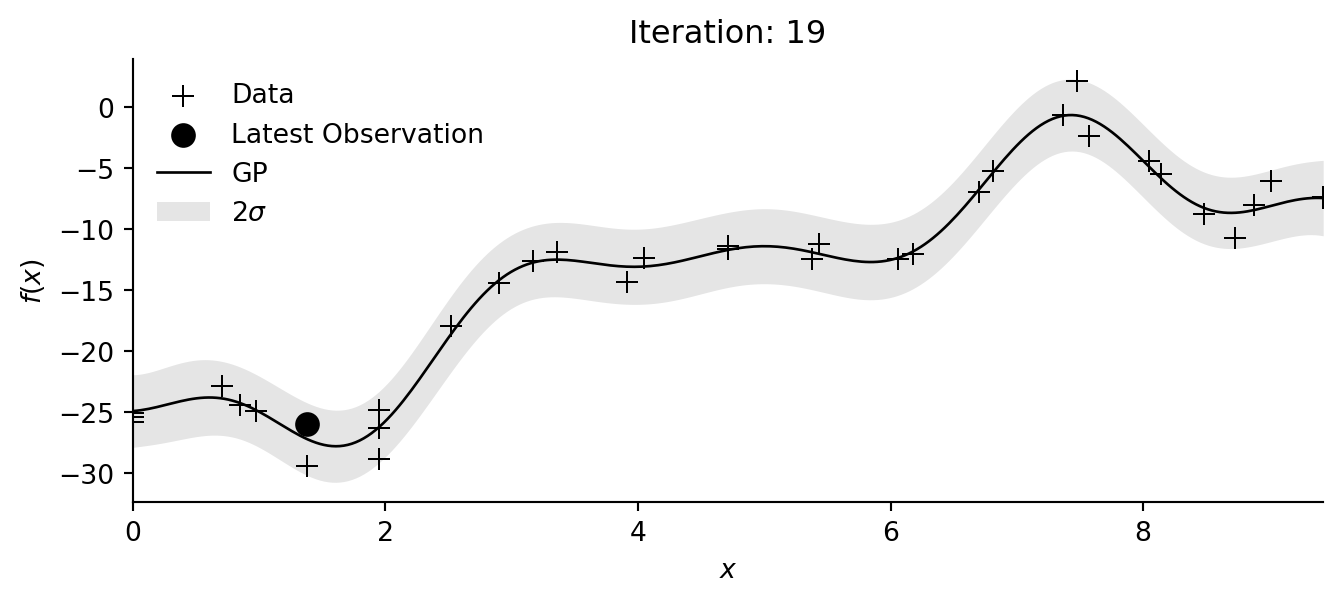 Iteration: 19
Data
Latest Observation
GP
2σ
f(x)
0
−5
−10
−15
−20
−25
−30
0 2 4 6 8
x